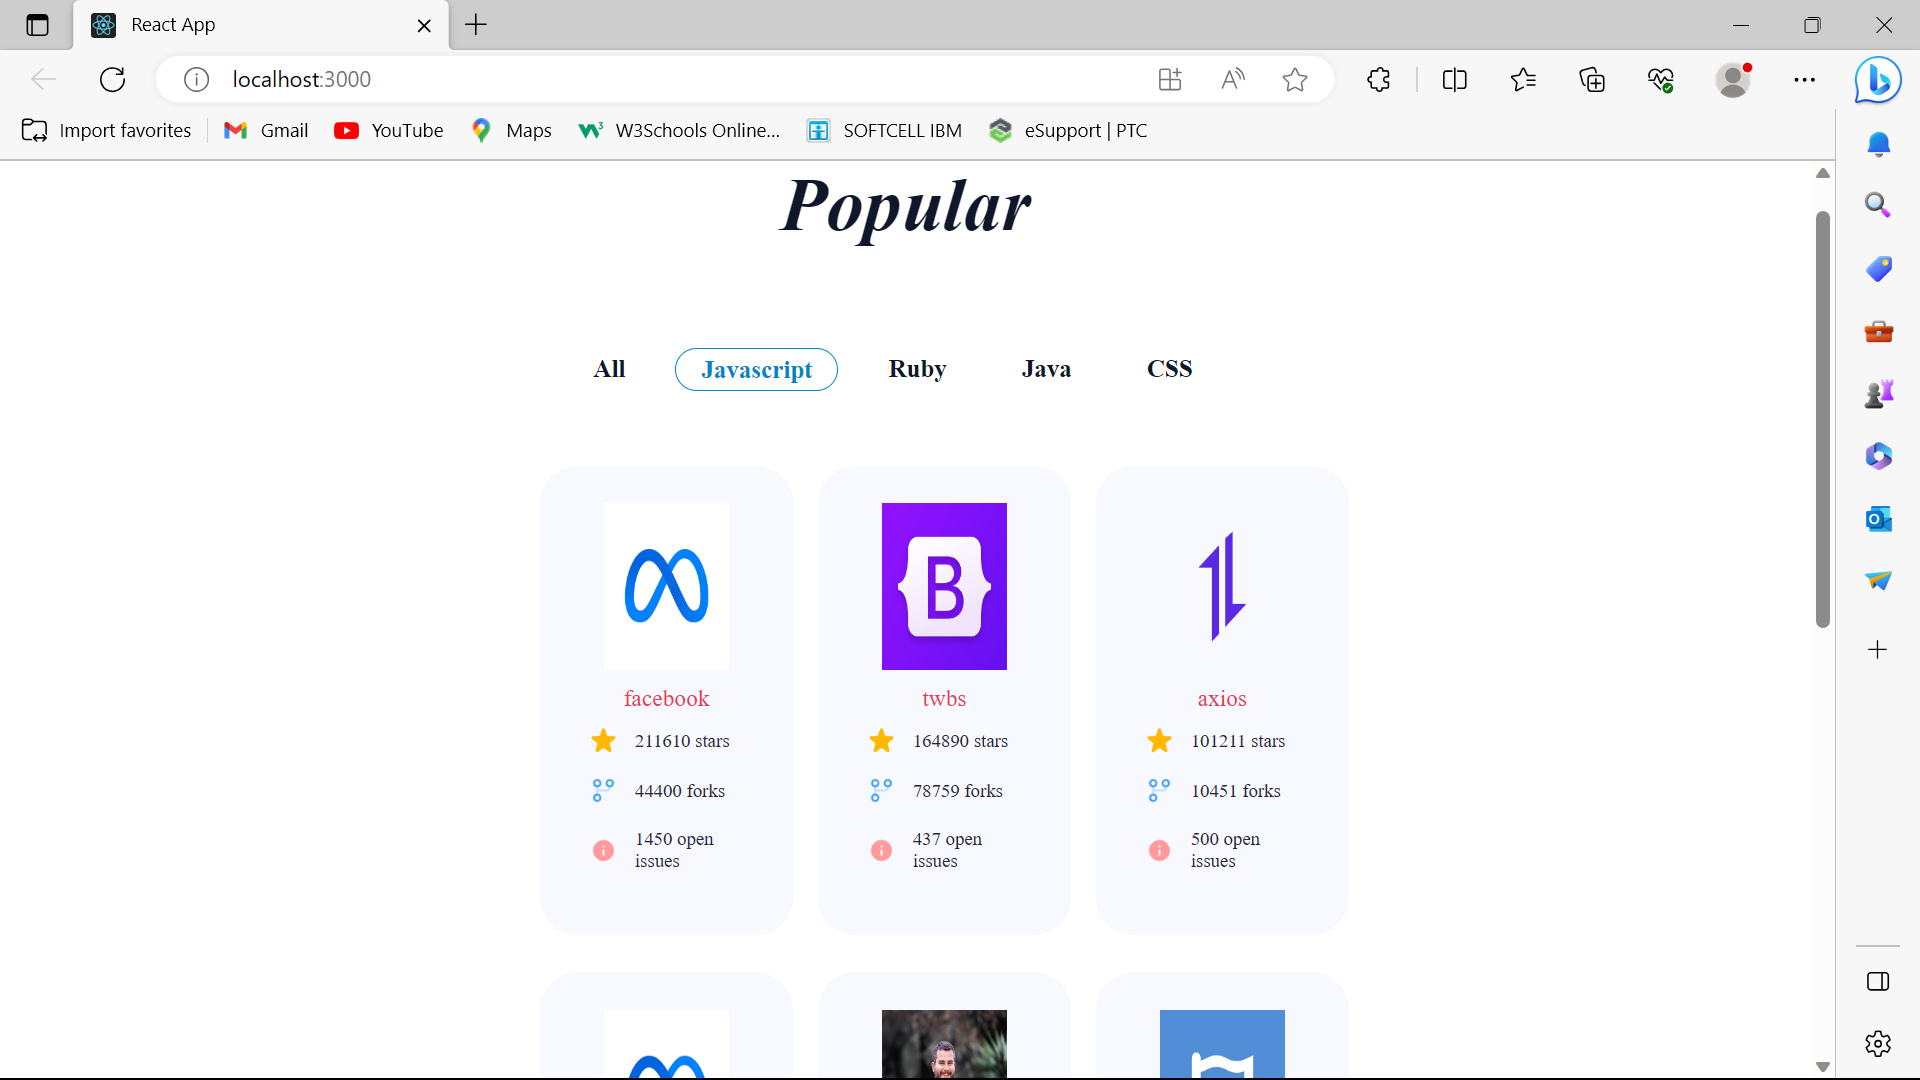 React App
localhost:3000
Import favorites
Gmail
YouTube
Maps
W3Schools Online...
SOFTCELL IBM
eSupport | PTC
Popular
All
Javascript
Ruby
Java
CSS
B
facebook
211610 stars
44400 forks
1450 open
issues
twbs
164890 stars
78759 forks
437 open
issues
axios
101211 stars
10451 forks
500 open
issues